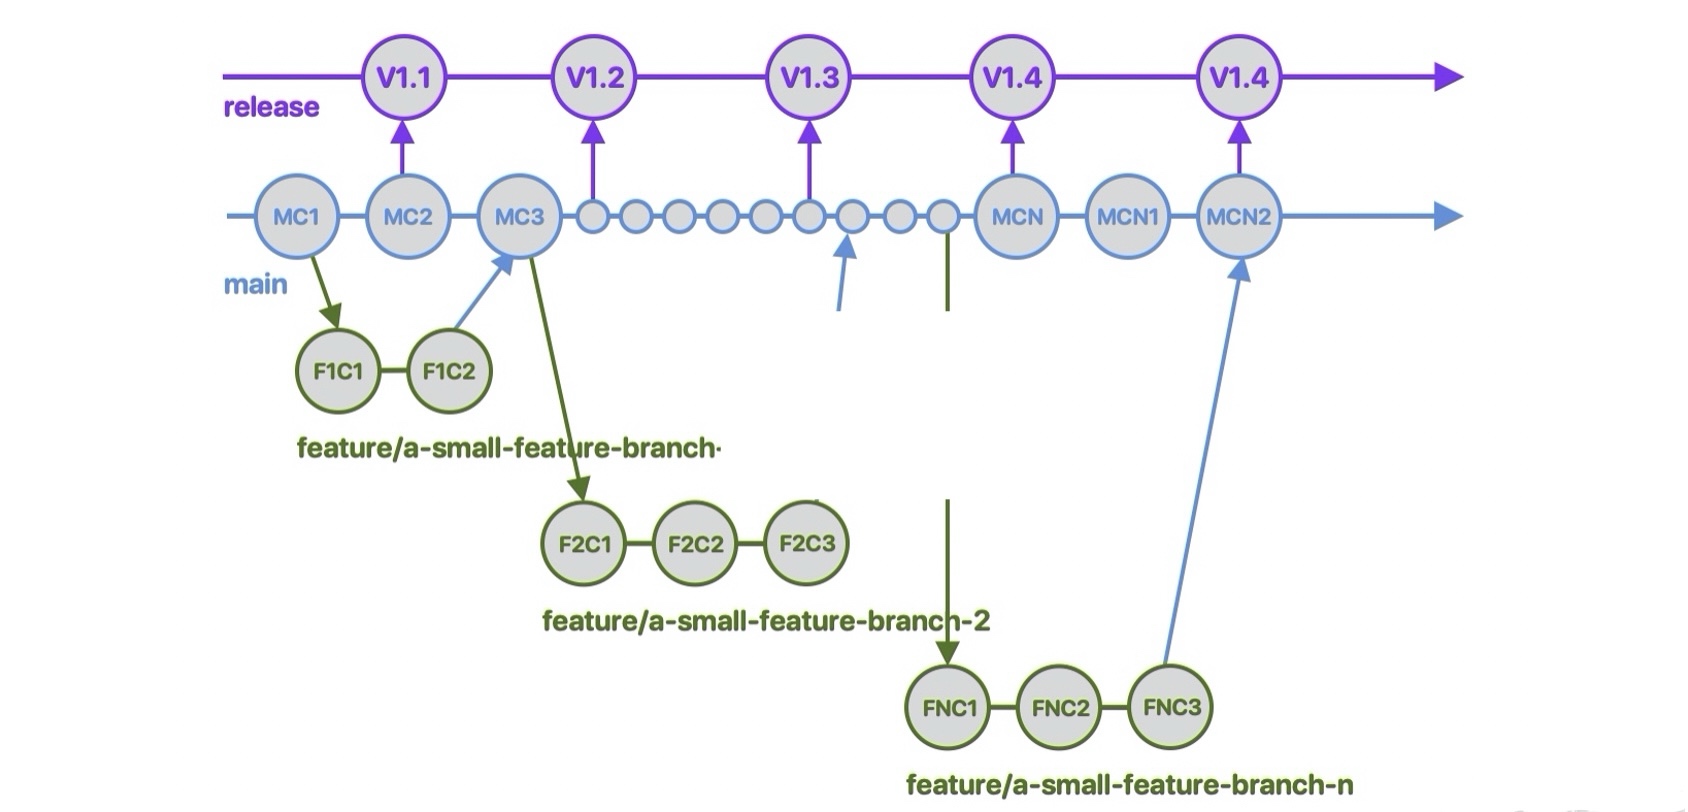 V1.1 V1.2 V1.3 V1.4 V1.4
release
MC1 MC2 MC3 MCN MCN1 MCN2
main
F1C1 F1C2
feature/a-small-feature-branch-
F2C1 F2C2 F2C3
feature/a-small-feature-branch-2
FNC1 FNC2 FNC3
feature/a-small-feature-branch-n